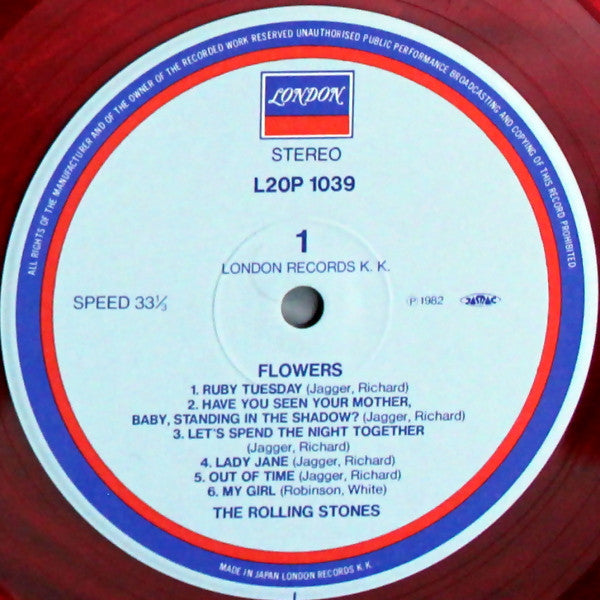 ALL RIGHTS OF THE MANUFACTURER AND OF THE OWNER OF THE RECORDED WORK RESERVED UNAUTHORISED PUBLIC PERFORMANCE BROADCASTING AND COPYING OF THIS RECORD PROHIBITED
LONDON
STEREO
L20P 1039
1
LONDON RECORDS K. K.
SPEED 33⅓
Ⓟ 1982 JASRAC
FLOWERS
1. RUBY TUESDAY (Jagger, Richard)
2. HAVE YOU SEEN YOUR MOTHER,
BABY, STANDING IN THE SHADOW? (Jagger, Richard)
3. LET'S SPEND THE NIGHT TOGETHER
(Jagger, Richard)
4. LADY JANE (Jagger, Richard)
5. OUT OF TIME (Jagger, Richard)
6. MY GIRL (Robinson, White)
THE ROLLING STONES
MADE IN JAPAN LONDON RECORDS K. K.